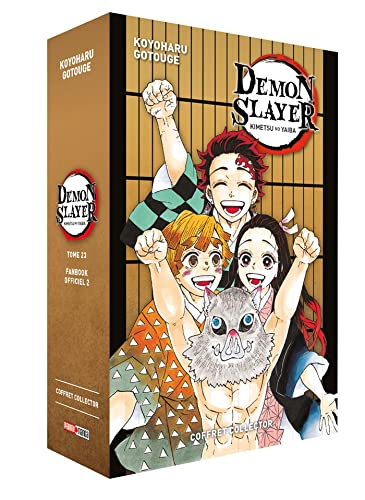 KOYOHARU
GOTOUGE
DEMON
SLAYER
KIMETSU NO YAIBA
TOME 23
FANBOOK
OFFICIEL 2
COFFRET COLLECTOR
KOYOHARU
GOTOUGE
DEMON
SLAYER
KIMETSU NO YAIBA
COFFRET COLLECTOR